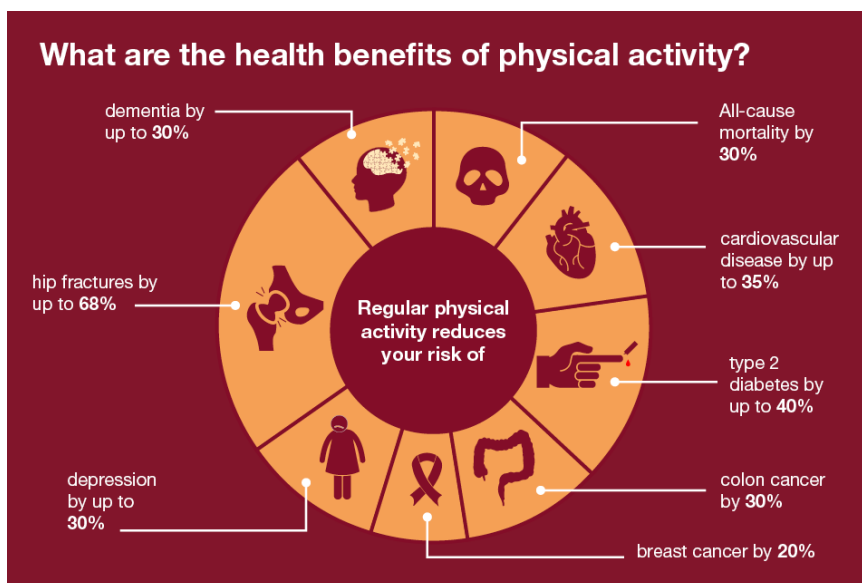 What are the health benefits of physical activity?
dementia by
up to 30%
All-cause
mortality by
30%
cardiovascular
disease by up
to 35%
hip fractures by
up to 68%
Regular physical
activity reduces
your risk of
type 2
diabetes by
up to 40%
depression
by up to
30%
colon cancer
by 30%
breast cancer by 20%